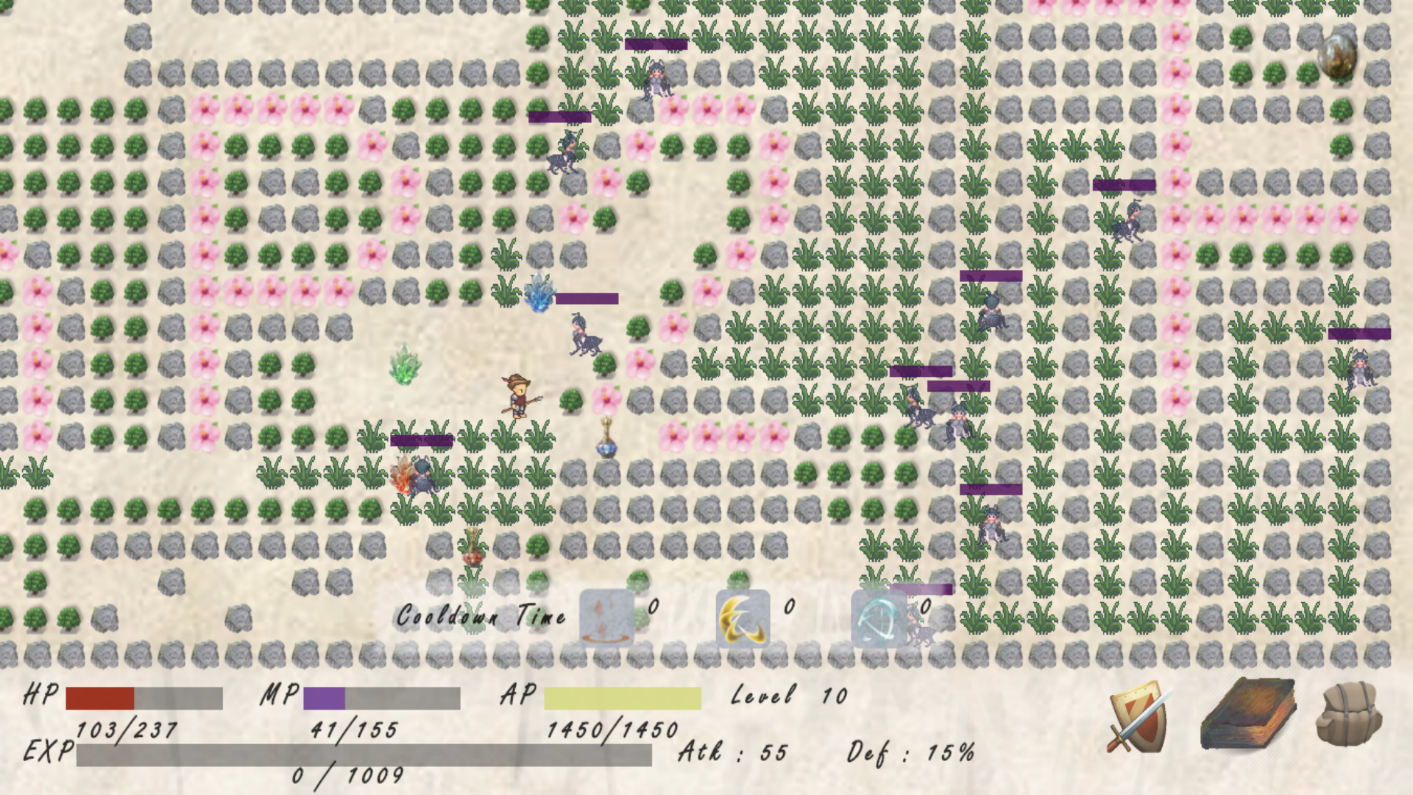 Cooldown Time 0 0 0
HP MP AP Level 10
103/237 41/155 1450/1450
EXP Atk : 55 Def : 15%
0 / 1009